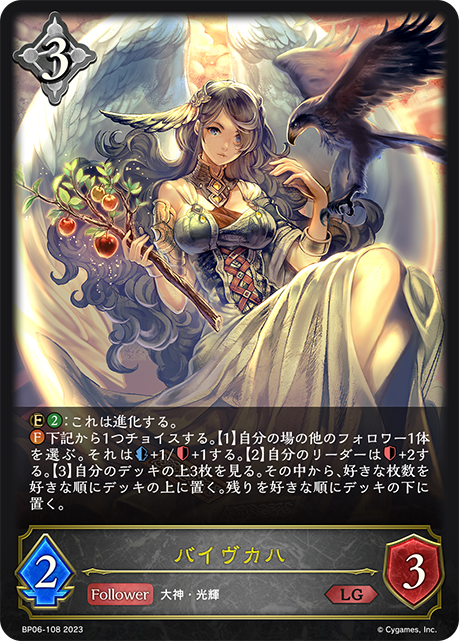 3
E 2:これは進化する。
F 下記から1つチョイスする。【1】自分の場の他のフォロワー1体
を選ぶ。それは+1/+1する。【2】自分のリーダーは+2す
る。【3】自分のデッキの上3枚を見る。その中から、好きな枚数を
好きな順にデッキの上に置く。残りを好きな順にデッキの下に
置く。
バイヴカハ
2
Follower 大神・光輝 LG
3
BP06-108 2023 © Cygames, Inc.